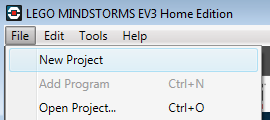 LEGO MINDSTORMS EV3 Home Edition
File Edit Tools Help
New Project
Add Program Ctrl+N
Open Project... Ctrl+O